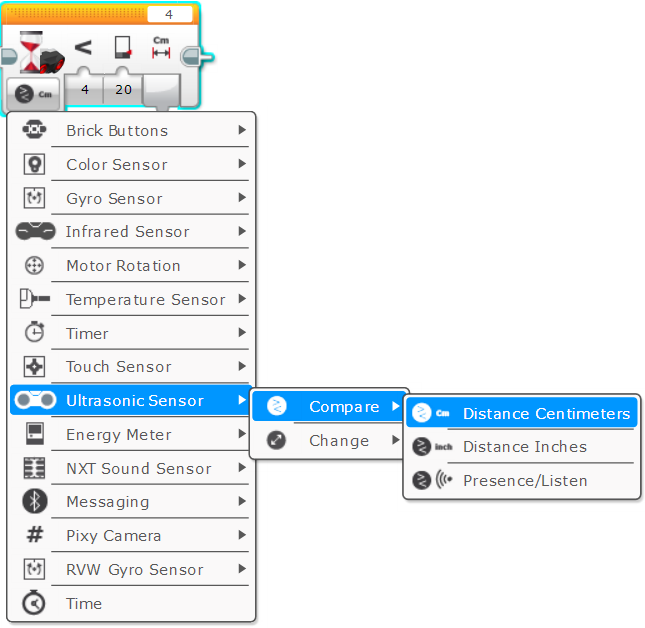 4
<
Cm
Cm
4
20
Brick Buttons
Color Sensor
Gyro Sensor
Infrared Sensor
Motor Rotation
Temperature Sensor
Timer
Touch Sensor
Ultrasonic Sensor
Compare
Cm Distance Centimeters
Energy Meter
Change
inch Distance Inches
NXT Sound Sensor
Presence/Listen
Messaging
# Pixy Camera
RVW Gyro Sensor
Time